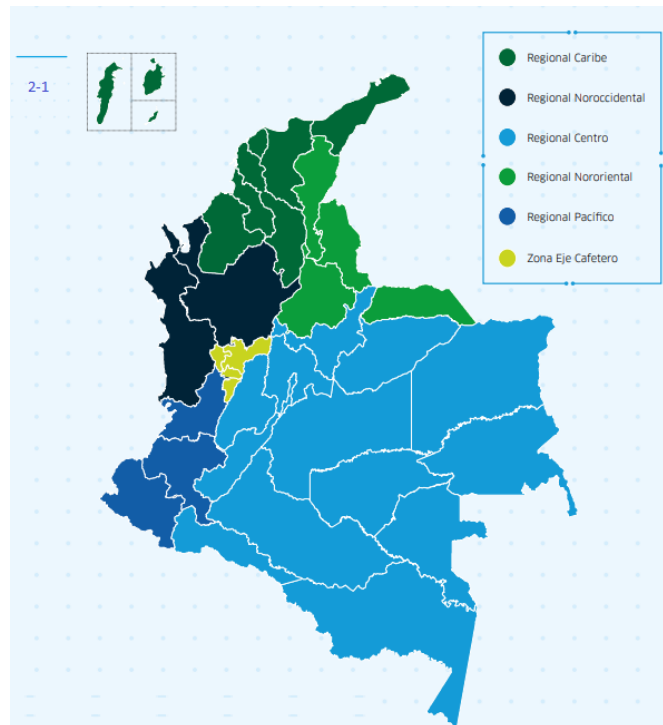 2-1
Regional Caribe
Regional Noroccidental
Regional Centro
Regional Nororiental
Regional Pacífico
Zona Eje Cafetero